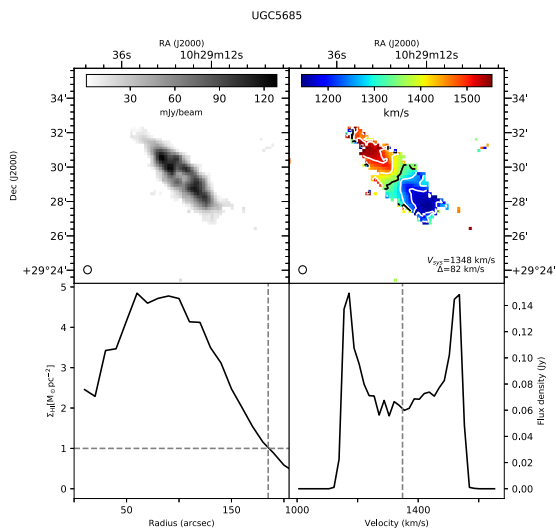 UGC5685
RA (J2000)
RA (J2000)
36s
10h29m12s
36s
10h29m12s
30
60
90
120
mJy/beam
1200
1300
1400
1500
km/s
34'
32'
30'
28'
26'
+29°24'
Dec (J2000)
34'
32'
30'
28'
26'
+29°24'
V_sys=1348 km/s
Δ=82 km/s
5
4
3
2
1
0
Σ_HI[M_⊙pc⁻²]
50
150
Radius (arcsec)
1000
1400
Velocity (km/s)
0.14
0.12
0.10
0.08
0.06
0.04
0.02
0.00
Flux density (Jy)